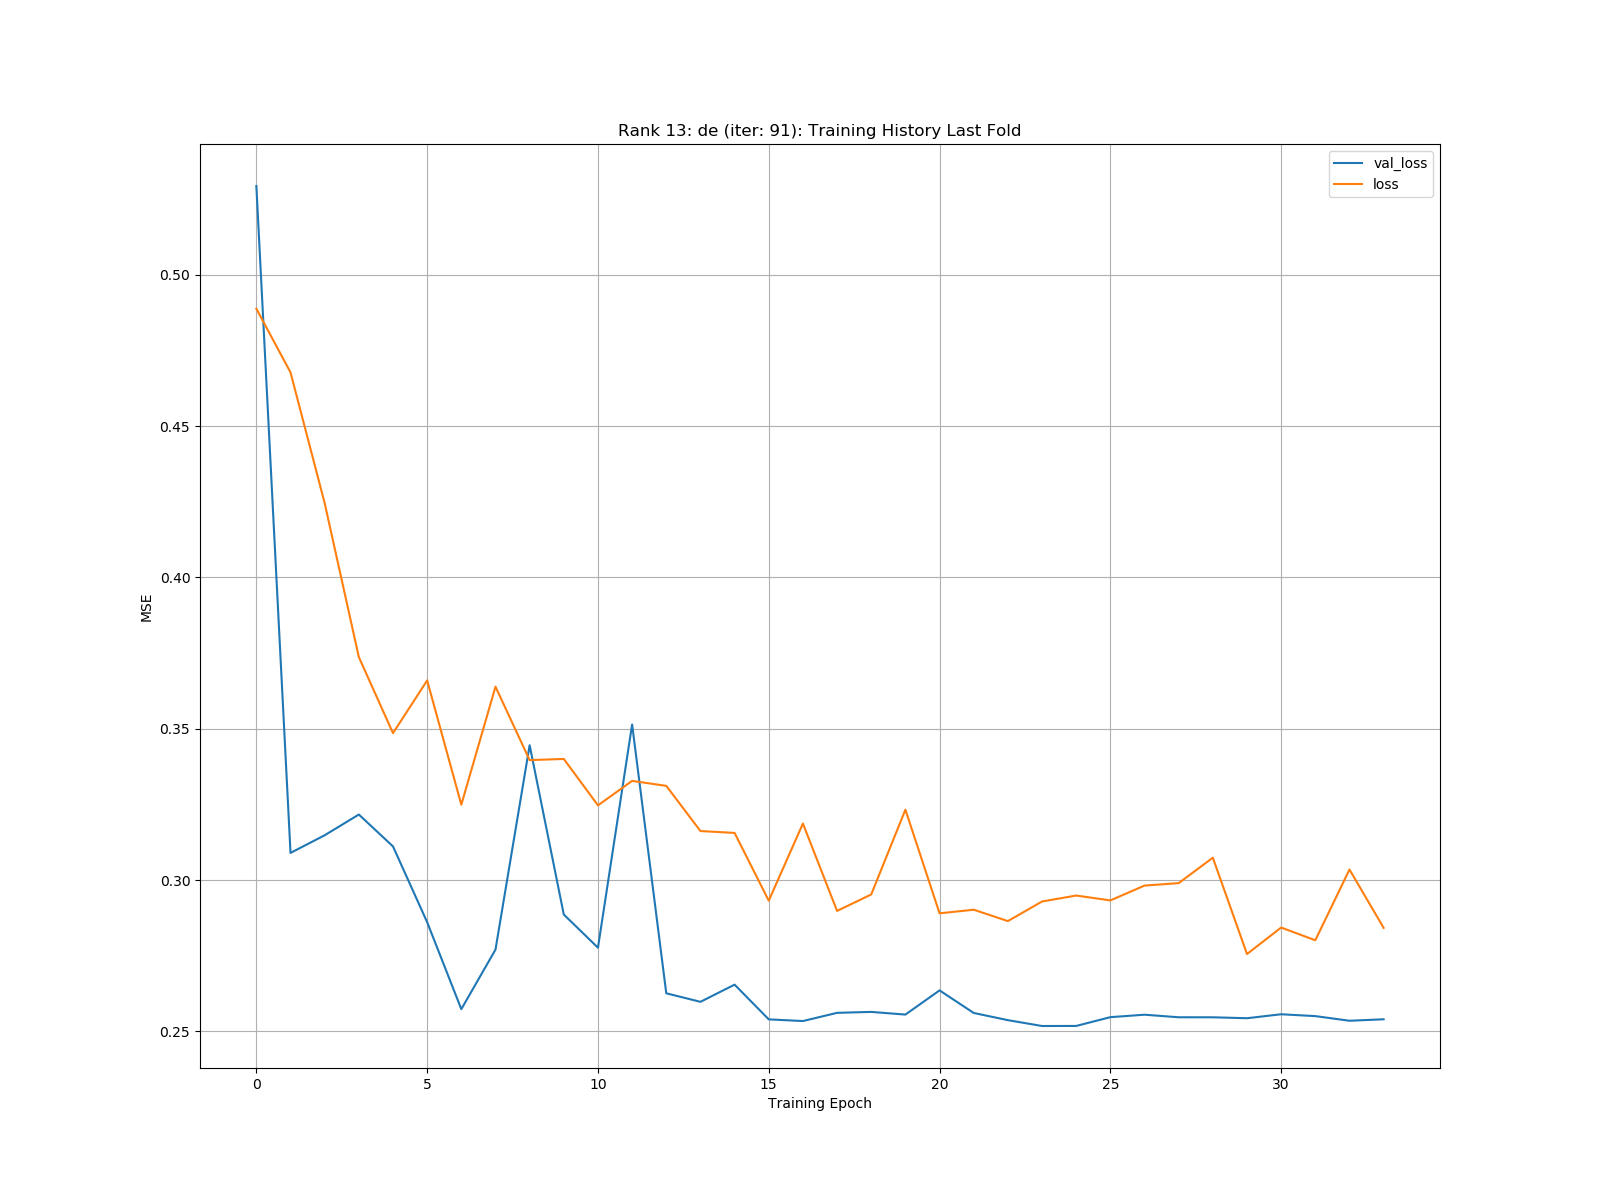 Rank 13: de (iter: 91): Training History Last Fold
val_loss
loss
0.50
0.45
0.40
0.35
0.30
0.25
MSE
0 5 10 15 20 25 30
Training Epoch